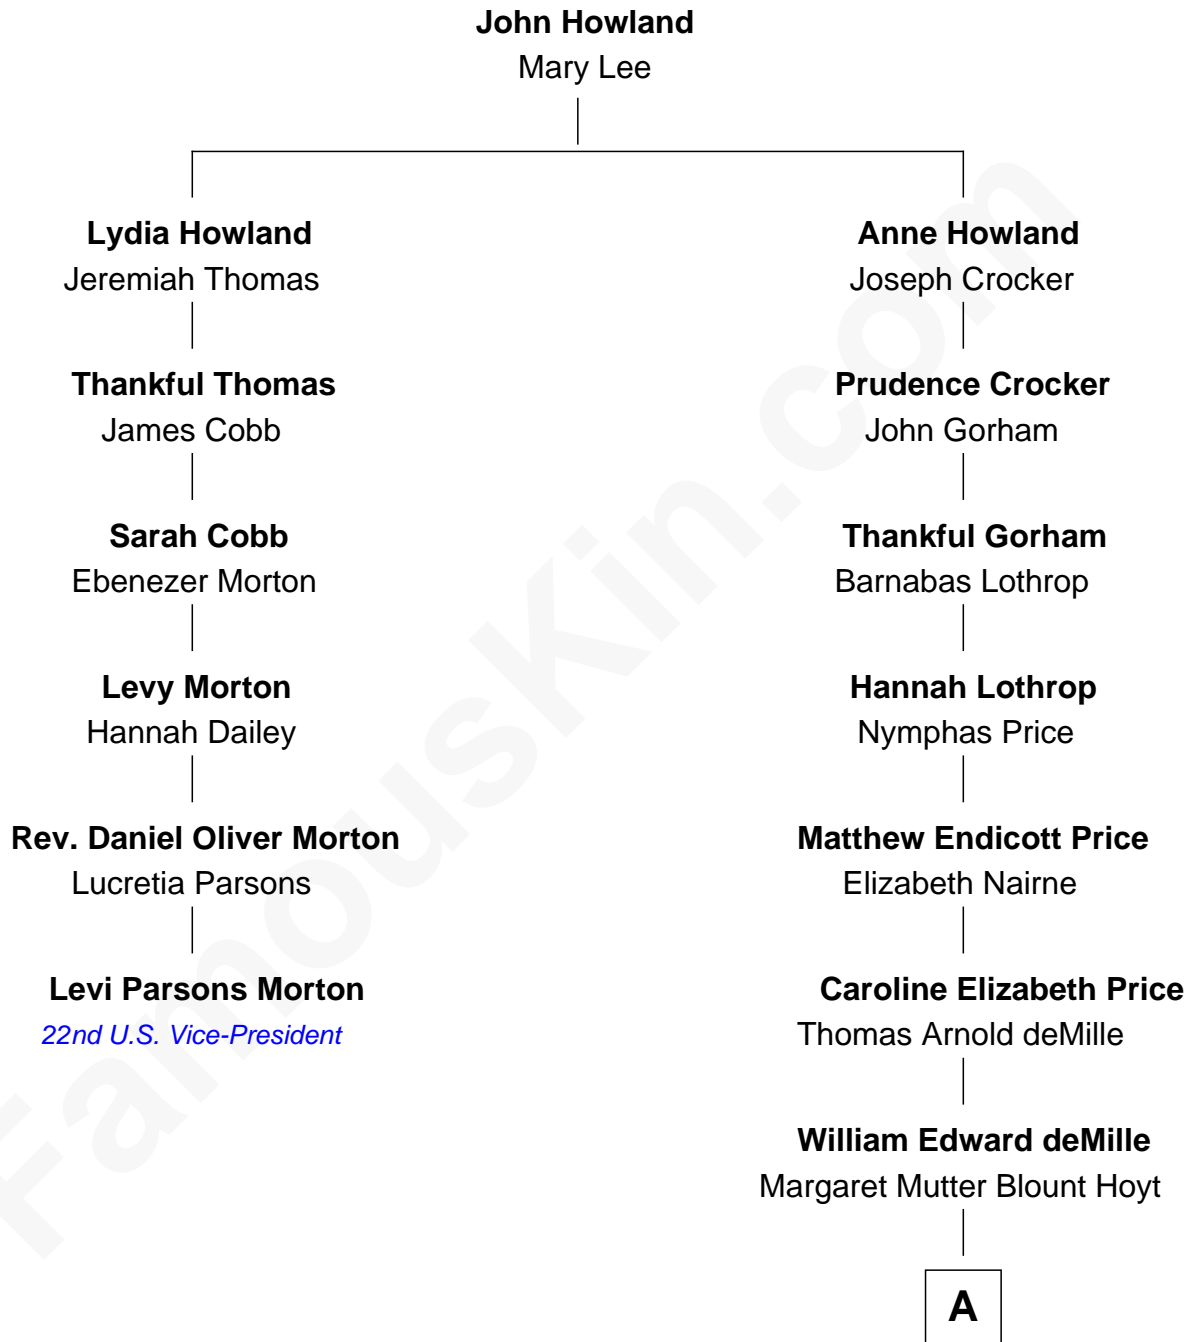 John Howland
Mary Lee
Lydia Howland
Jeremiah Thomas
Anne Howland
Joseph Crocker
Thankful Thomas
James Cobb
Prudence Crocker
John Gorham
Sarah Cobb
Ebenezer Morton
Thankful Gorham
Barnabas Lothrop
Levy Morton
Hannah Dailey
Hannah Lothrop
Nymphas Price
Rev. Daniel Oliver Morton
Lucretia Parsons
Matthew Endicott Price
Elizabeth Nairne
Levi Parsons Morton
22nd U.S. Vice-President
Caroline Elizabeth Price
Thomas Arnold deMille
William Edward deMille
Margaret Mutter Blount Hoyt
A
FamousKin.com